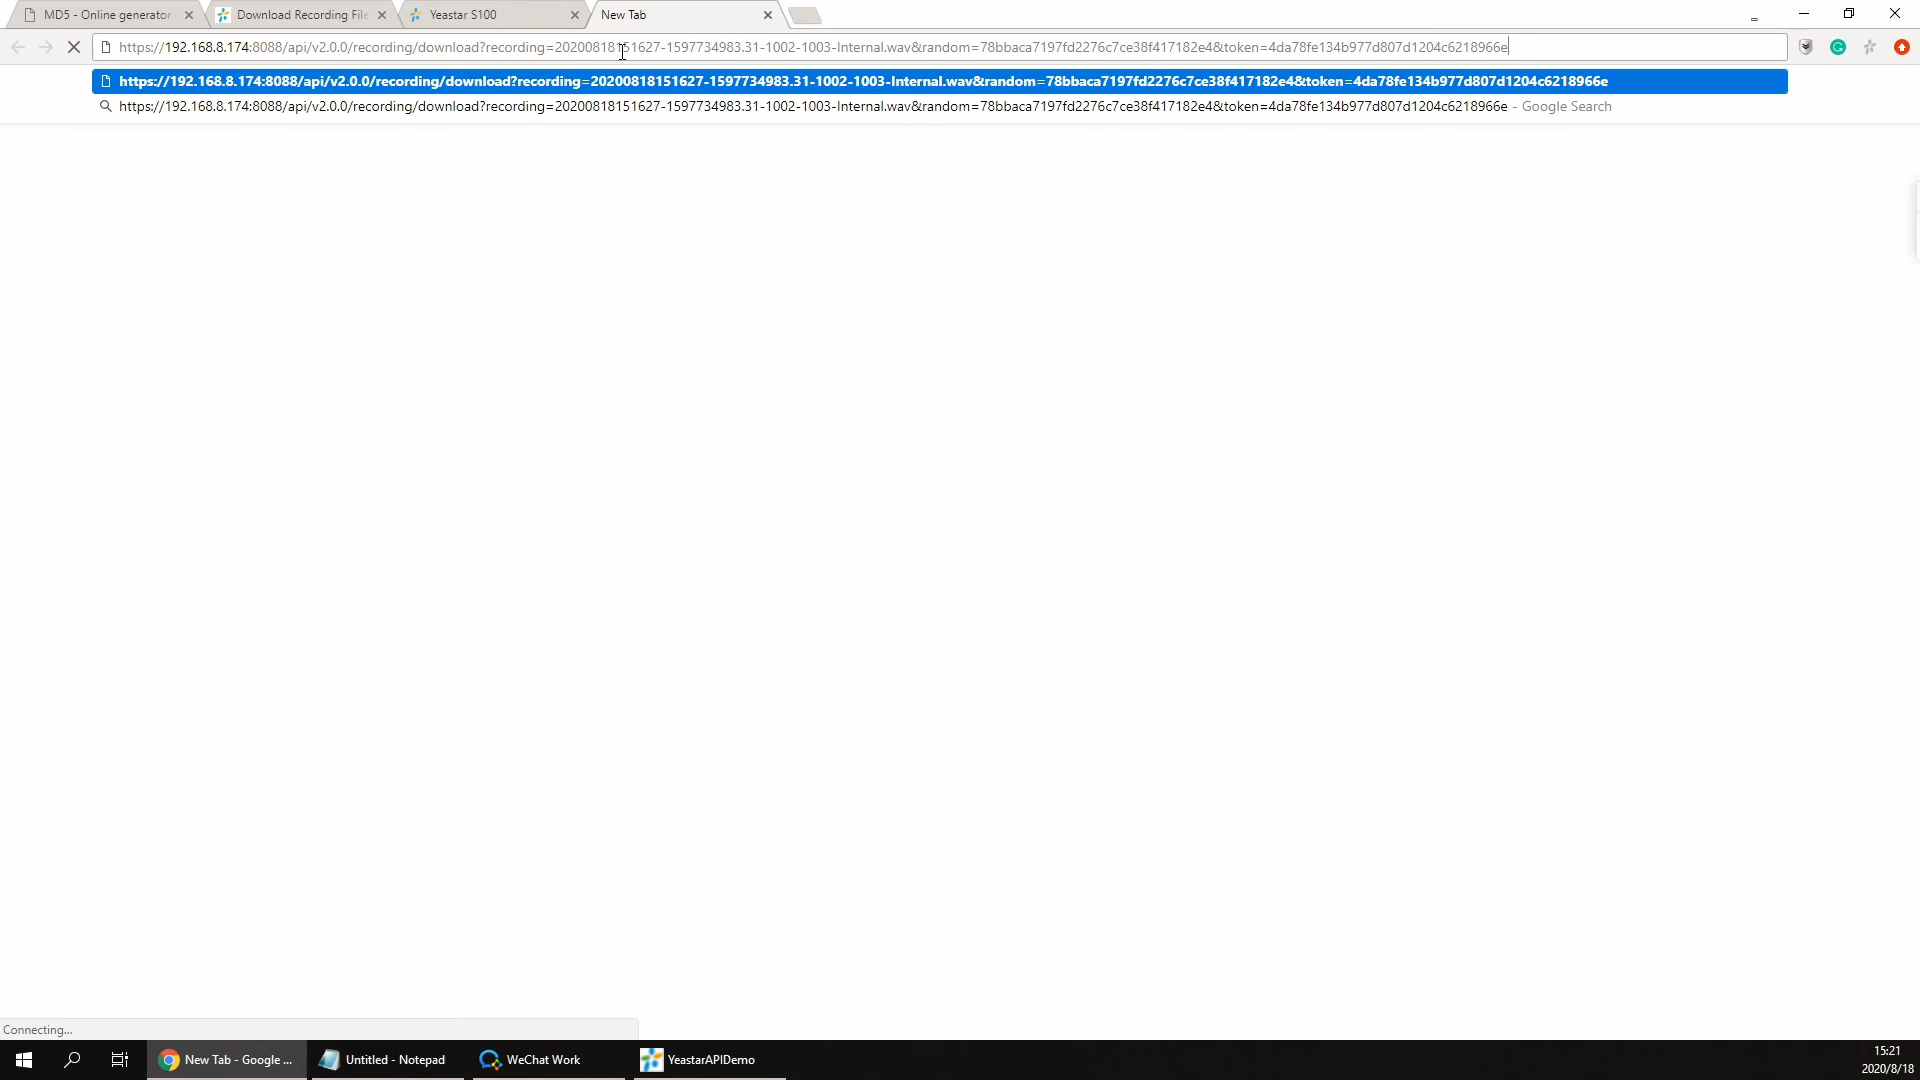 MD5 - Online generator
Download Recording File
Yeastar S100
New Tab
https://192.168.8.174:8088/api/v2.0.0/recording/download?recording=20200818151627-1597734983.31-1002-1003-Internal.wav&random=78bbaca7197fd2276c7ce38f417182e4&token=4da78fe134b977d807d1204c6218966e
https://192.168.8.174:8088/api/v2.0.0/recording/download?recording=20200818151627-1597734983.31-1002-1003-Internal.wav&random=78bbaca7197fd2276c7ce38f417182e4&token=4da78fe134b977d807d1204c6218966e
https://192.168.8.174:8088/api/v2.0.0/recording/download?recording=20200818151627-1597734983.31-1002-1003-Internal.wav&random=78bbaca7197fd2276c7ce38f417182e4&token=4da78fe134b977d807d1204c6218966e - Google Search
Connecting...
New Tab - Google ...
Untitled - Notepad
WeChat Work
YeastarAPIDemo
15:21
2020/8/18